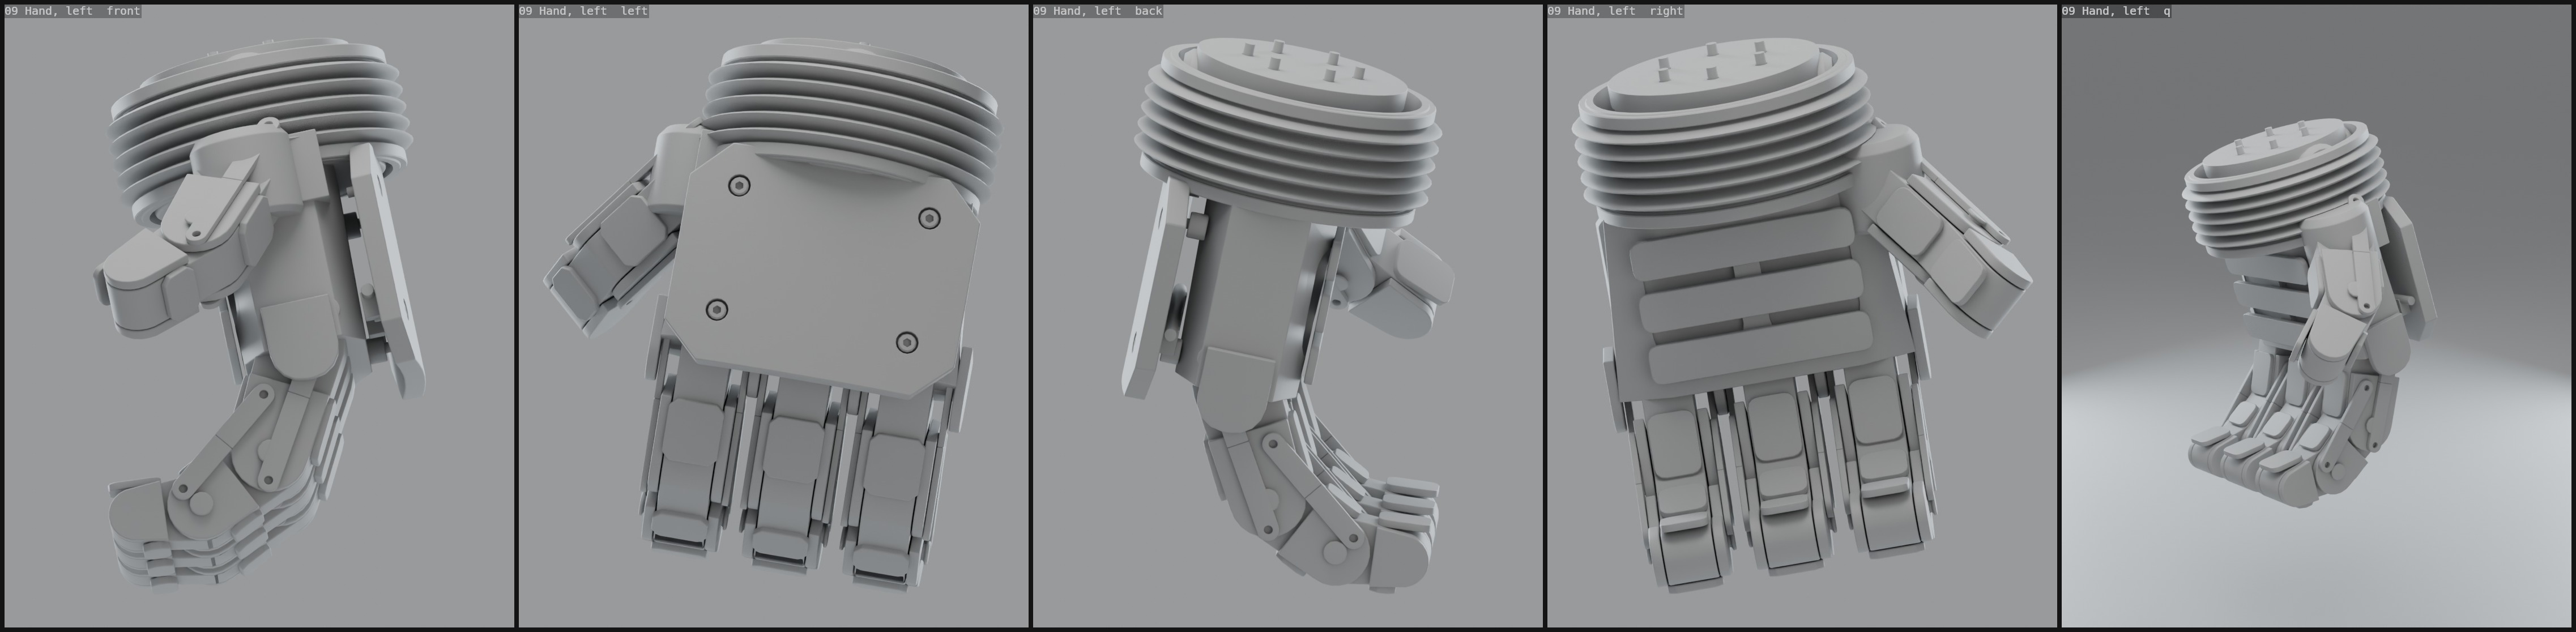 09 Hand, left  front
09 Hand, left  left
09 Hand, left  back
09 Hand, left  right
09 Hand, left  q